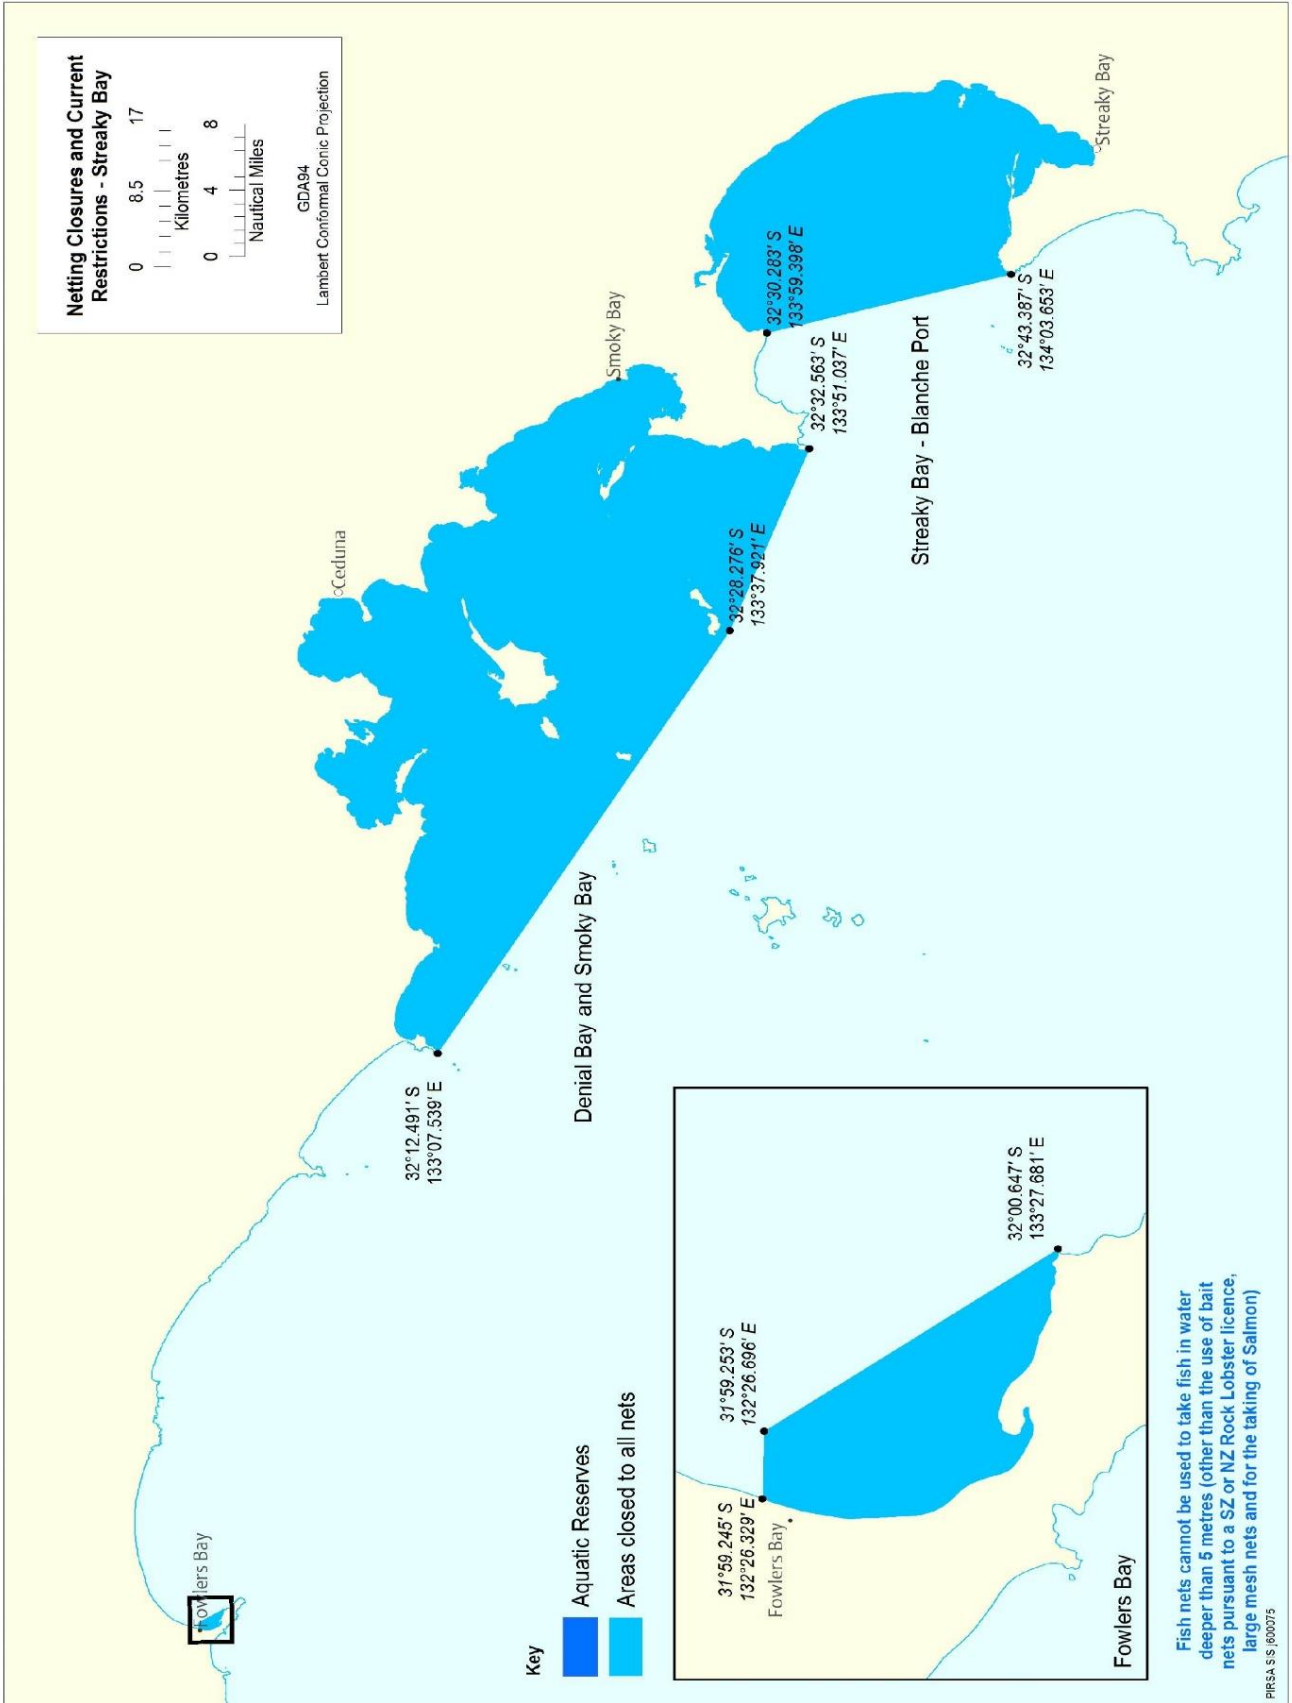 Netting Closures and Current
Restrictions - Streaky Bay
0 8.5 17
Kilometres
0 4 8
Nautical Miles
GDA94
Lambert Conformal Conic Projection
Fowlers Bay
Ceduna
Smoky Bay
Streaky Bay
32°12.491' S
133°07.539' E
Denial Bay and Smoky Bay
32°28.276' S
133°37.921' E
32°32.563' S
133°51.037' E
32°30.283' S
133°59.398' E
Streaky Bay - Blanche Port
32°43.387' S
134°03.653' E
Key
Aquatic Reserves
Areas closed to all nets
31°59.245' S
132°26.329' E
Fowlers Bay
31°59.253' S
132°26.696' E
32°00.647' S
133°27.681' E
Fowlers Bay
Fish nets cannot be used to take fish in water
deeper than 5 metres (other than the use of bait
nets pursuant to a SZ or NZ Rock Lobster licence,
large mesh nets and for the taking of Salmon)
PIRSA SIS j600075